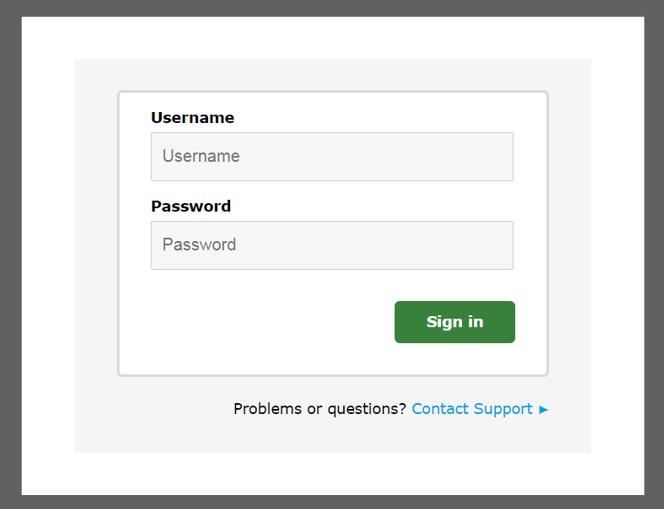 Username
Username
Password
Password
Sign in
Problems or questions? Contact Support ►